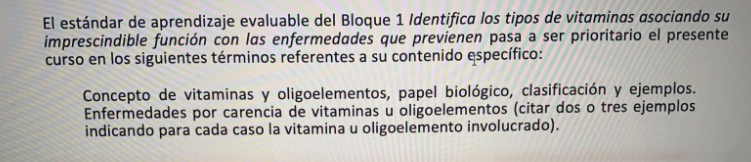 El estándar de aprendizaje evaluable del Bloque 1 Identifica los tipos de vitaminas asociando su
imprescindible función con las enfermedades que previenen pasa a ser prioritario el presente
curso en los siguientes términos referentes a su contenido específico:
Concepto de vitaminas y oligoelementos, papel biológico, clasificación y ejemplos.
Enfermedades por carencia de vitaminas u oligoelementos (citar dos o tres ejemplos
indicando para cada caso la vitamina u oligoelemento involucrado).